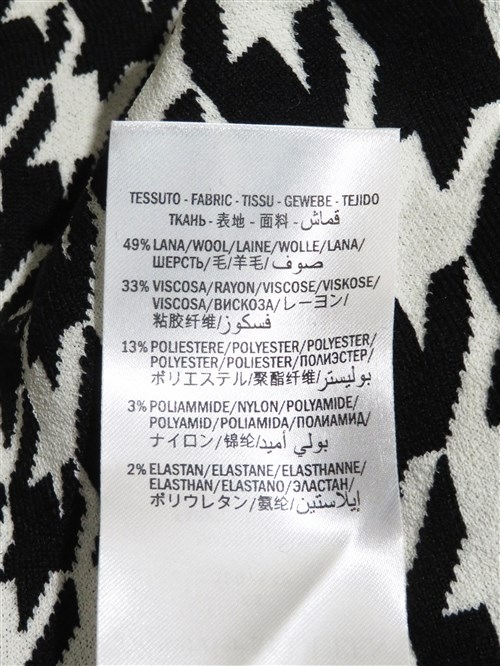 TESSUTO - FABRIC - TISSU - GEWEBE - TEJIDO
ТКАНЬ - 表地 - 面料 - قماش
49% LANA/WOOL/LAINE/WOLLE/LANA/
ШЕРСТЬ/毛/羊毛/صوف
33% VISCOSA/RAYON/VISCOSE/VISKOSE/
VISCOSA/ВИСКОЗА/レーヨン/
粘胶纤维/فسكوز
13% POLIESTERE/POLYESTER/POLYESTER/
POLYESTER/POLIESTER/ПОЛИЭСТЕР/
ポリエステル/聚酯纤维/بوليستر
3% POLIAMMIDE/NYLON/POLYAMIDE/
POLYAMID/POLIAMIDA/ПОЛИАМИД/
ナイロン/锦纶/بولي أميد
2% ELASTAN/ELASTANE/ELASTHANNE/
ELASTHAN/ELASTANO/ЭЛАСТАН/
ポリウレタン/氨纶/إيلاستين